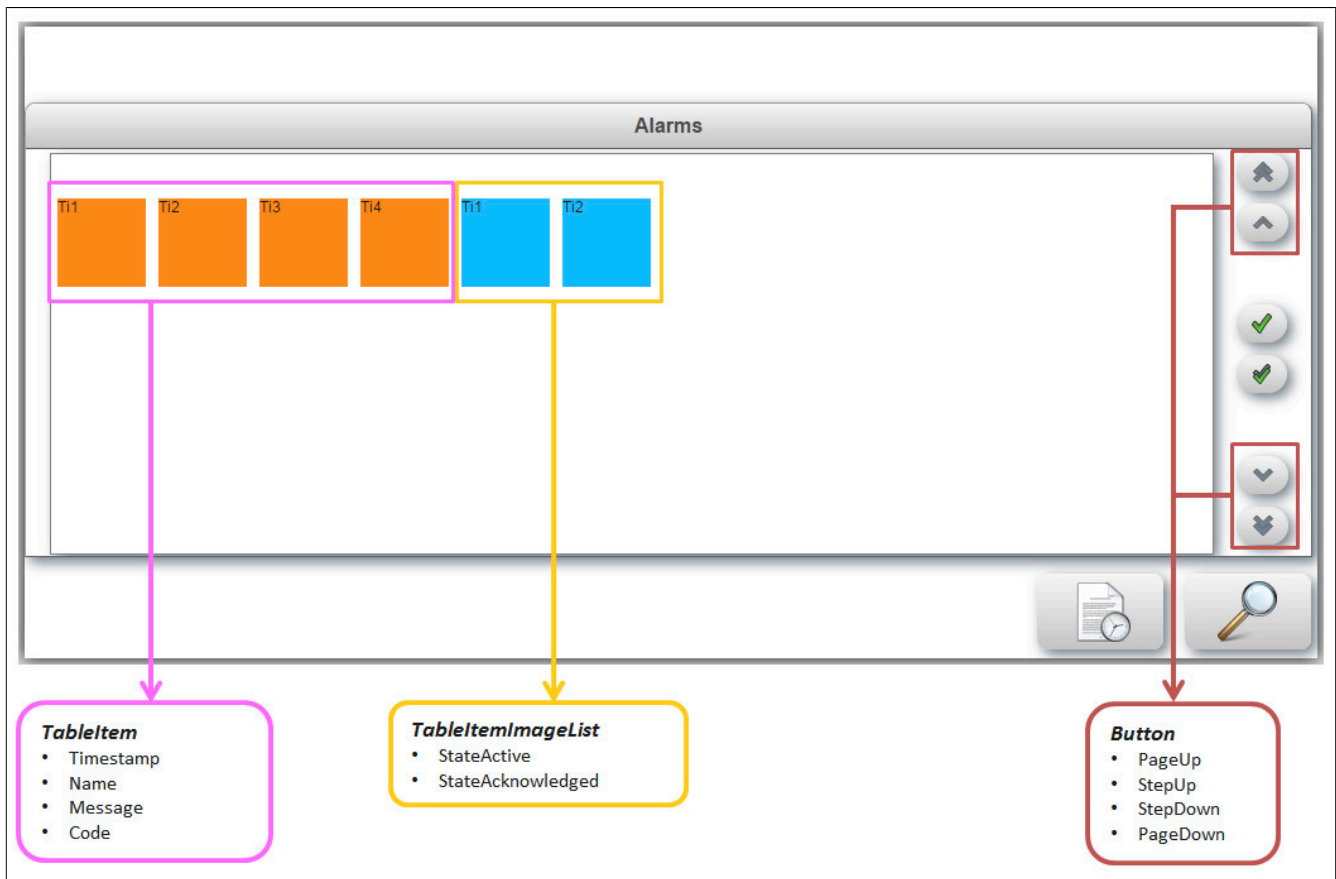 Alarms
Ti1 Ti2 Ti3 Ti4 Ti1 Ti2
TableItem
• Timestamp
• Name
• Message
• Code
TableItemImageList
• StateActive
• StateAcknowledged
Button
• PageUp
• StepUp
• StepDown
• PageDown